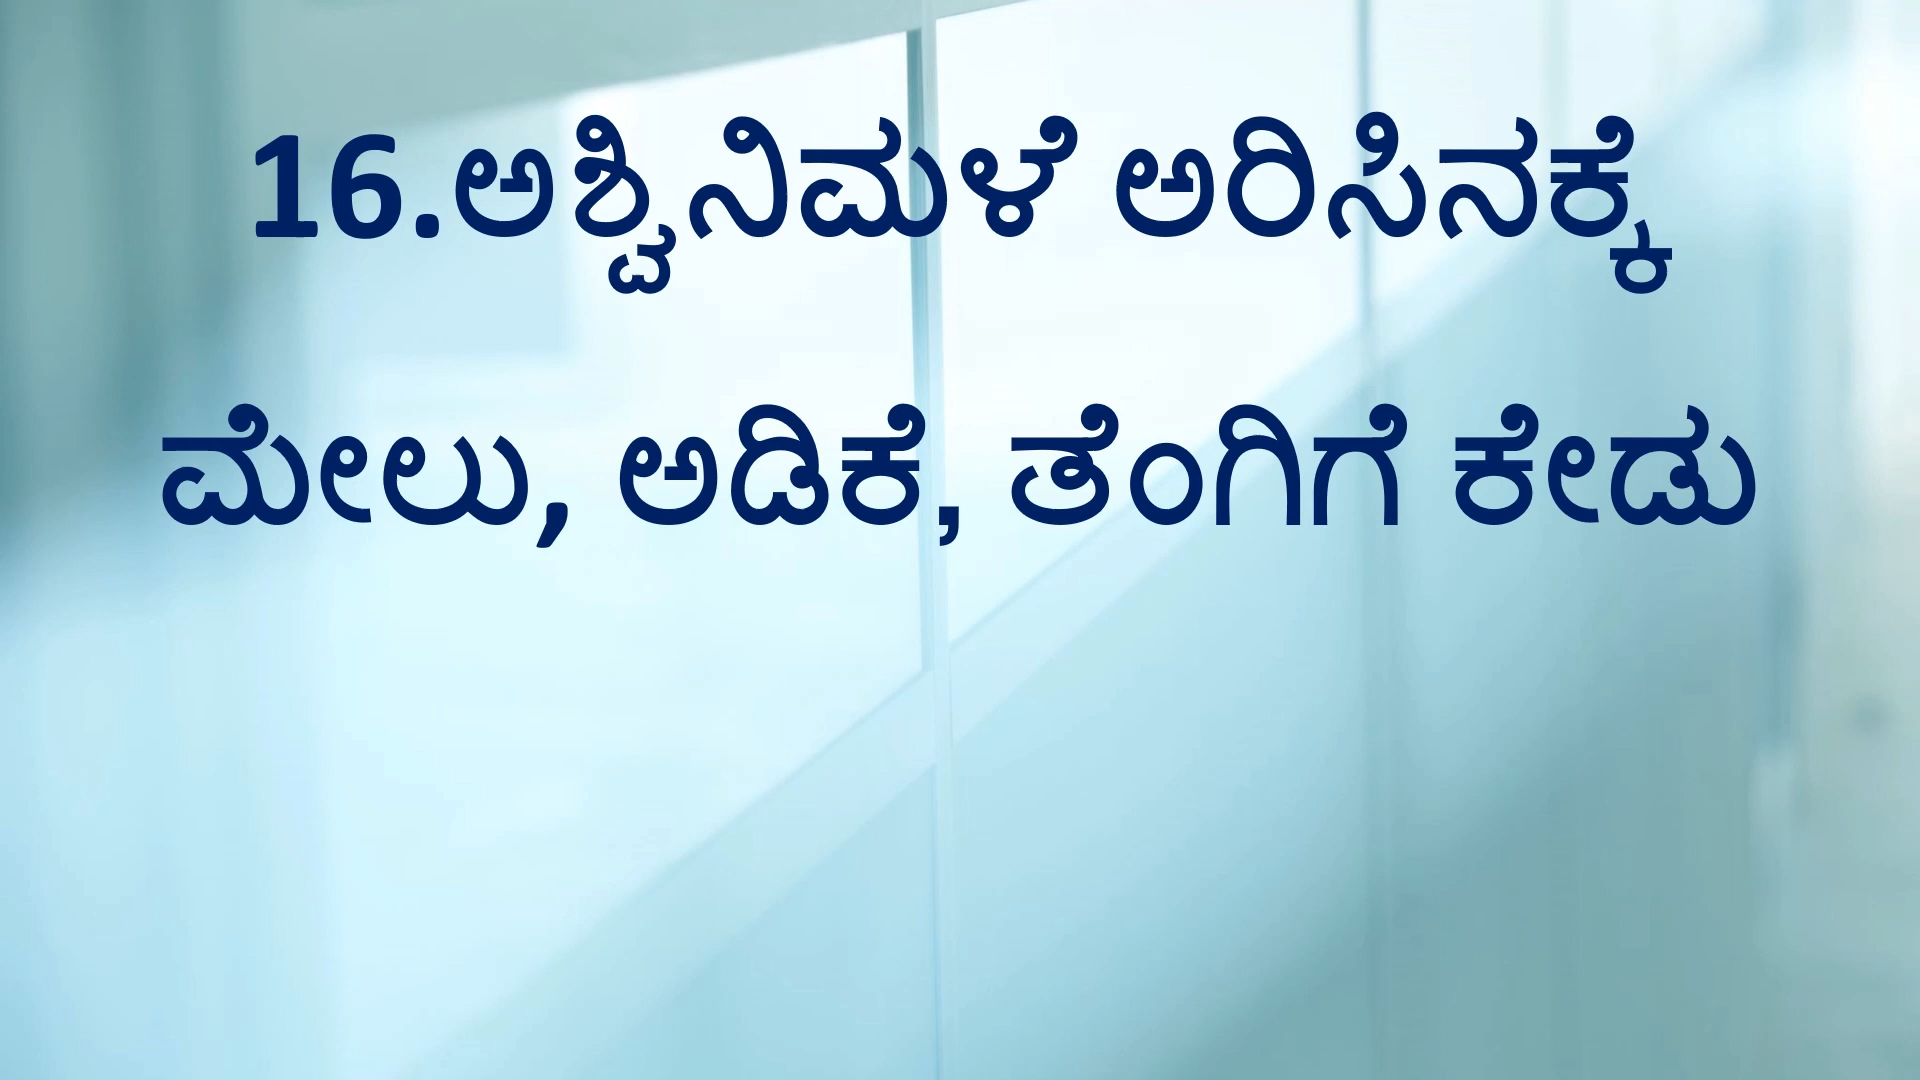 16.ಅಶ್ವಿನಿಮಳೆ ಅರಿಸಿನಕ್ಕೆ
ಮೇಲು, ಅಡಿಕೆ, ತೆಂಗಿಗೆ ಕೇಡು